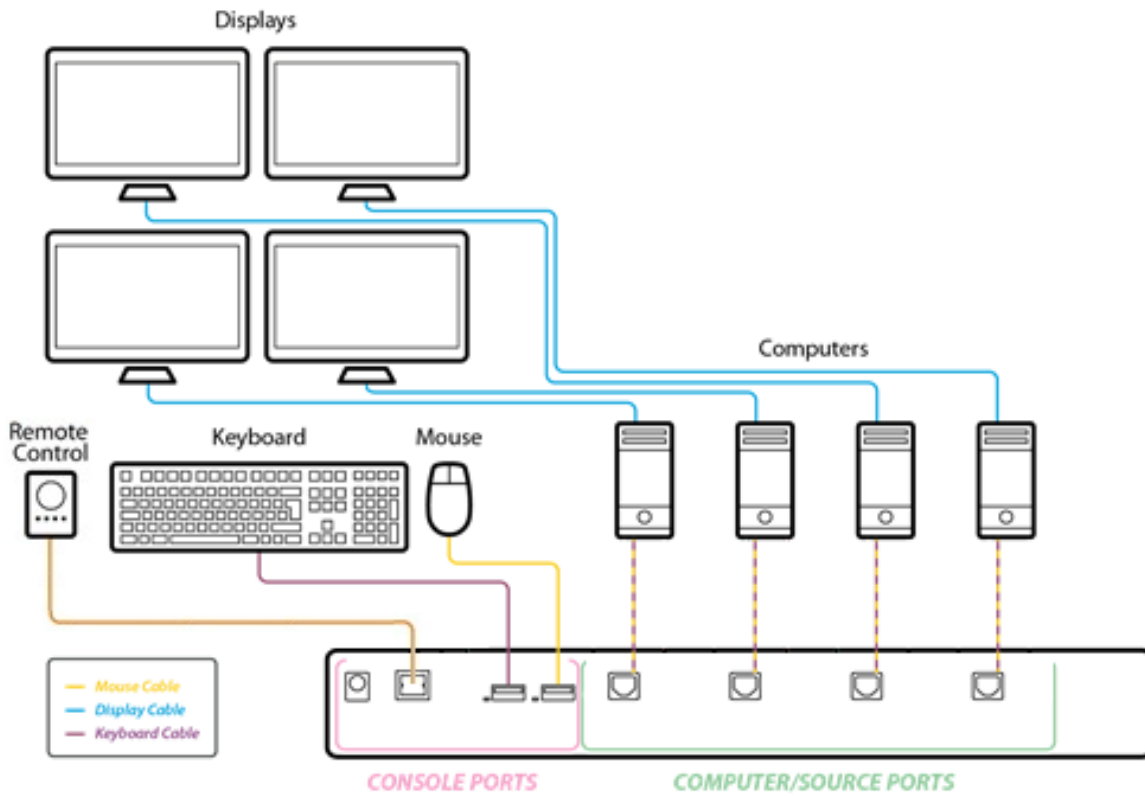 Displays
Computers
Remote
Control
Keyboard
Mouse
Mouse Cable
Display Cable
Keyboard Cable
CONSOLE PORTS
COMPUTER/SOURCE PORTS